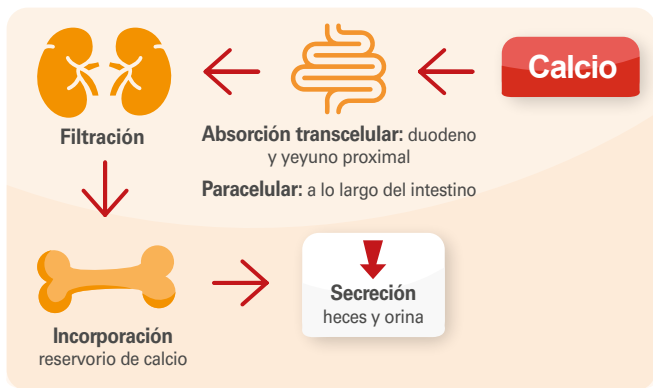 Calcio
Filtración
Absorción transcelular: duodeno
y yeyuno proximal
Paracelular: a lo largo del intestino
Incorporación
reservorio de calcio
Secreción
heces y orina